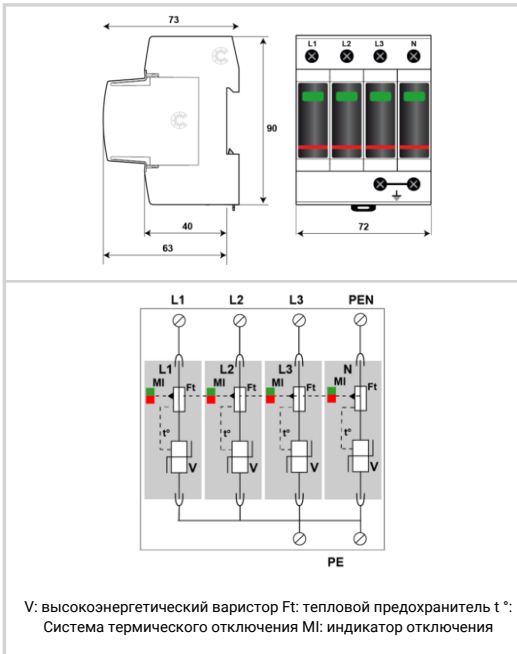 73
L1 L2 L3 N
90
40
63
72
L1 L2 L3 PEN
L1 L2 L3 N
MI Ft MI Ft MI Ft MI Ft
t° t° t° t°
V V V V
PE
V: высокоэнергетический варистор Ft: тепловой предохранитель t °:
Система термического отключения MI: индикатор отключения